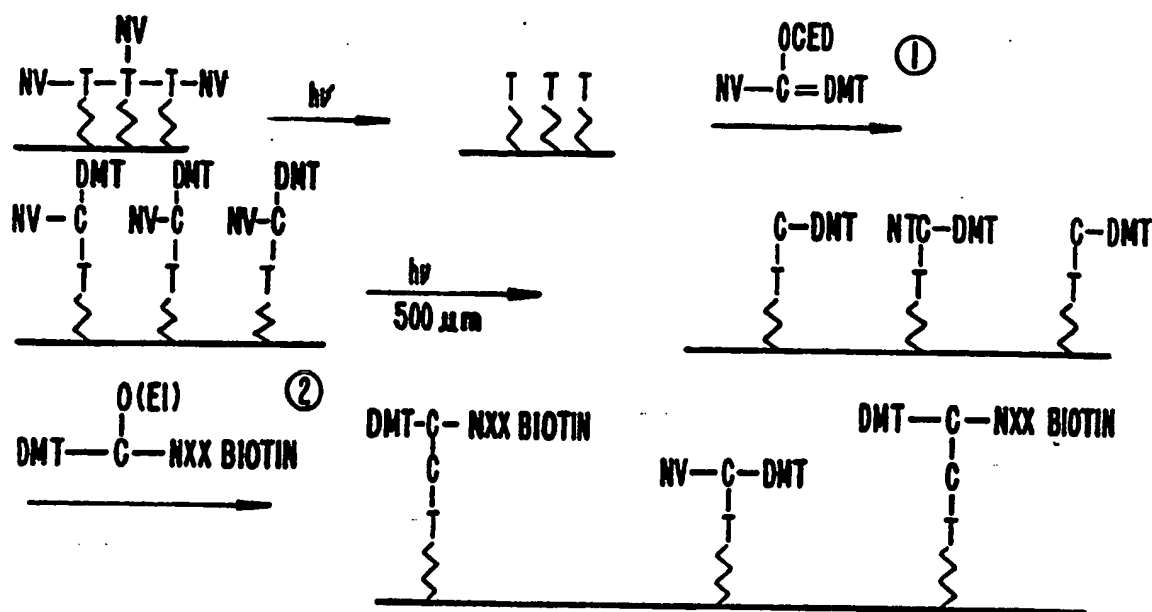 NV
NV—T—T—T—NV
hν
T T T
OCED
NV—C=DMT
①
DMT DMT DMT
NV—C NV-C NV-C
T T T
hν
500 μm
C-DMT NTC-DMT C-DMT
T T T
O(EI)
②
DMT—C—NXX BIOTIN
DMT-C-NXX BIOTIN
C
T
NV—C—DMT
T
DMT—C—NXX BIOTIN
C
T